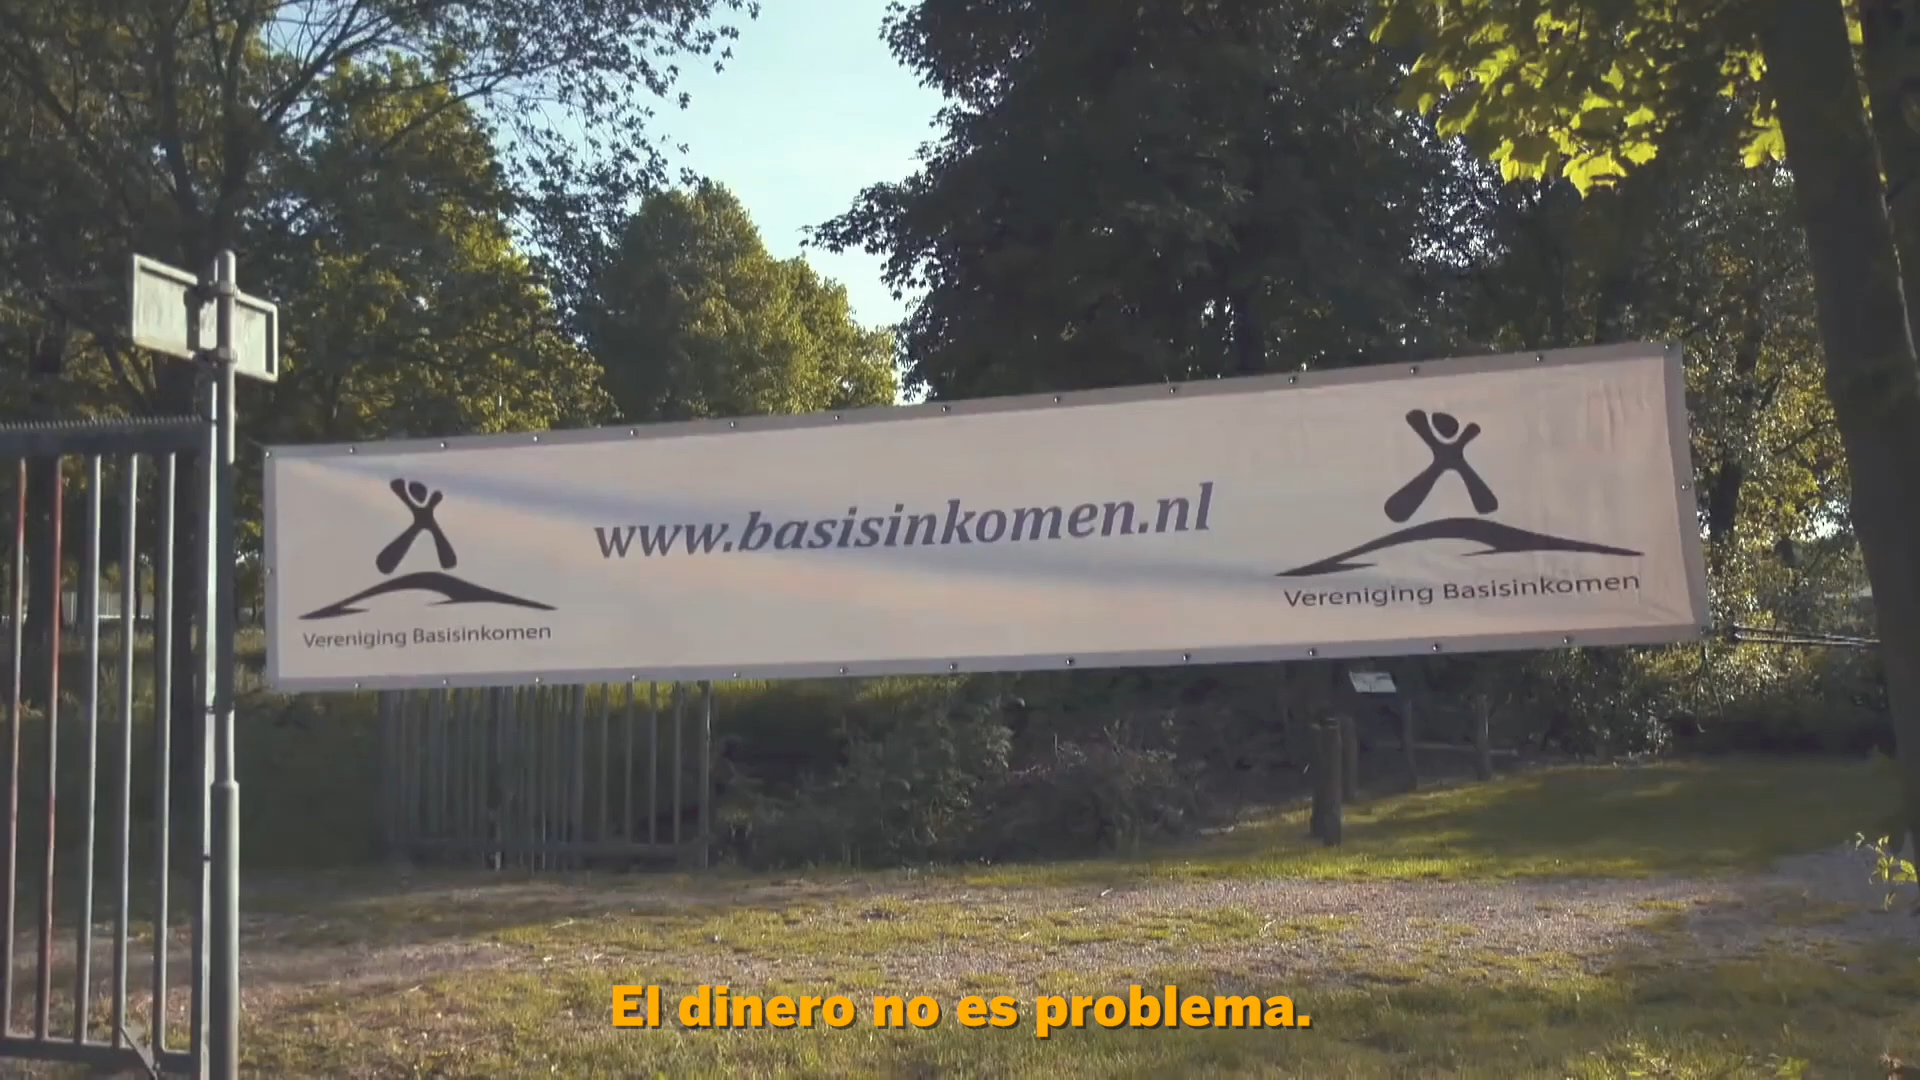 www.basisinkomen.nl
Vereniging Basisinkomen
Vereniging Basisinkomen
El dinero no es problema.